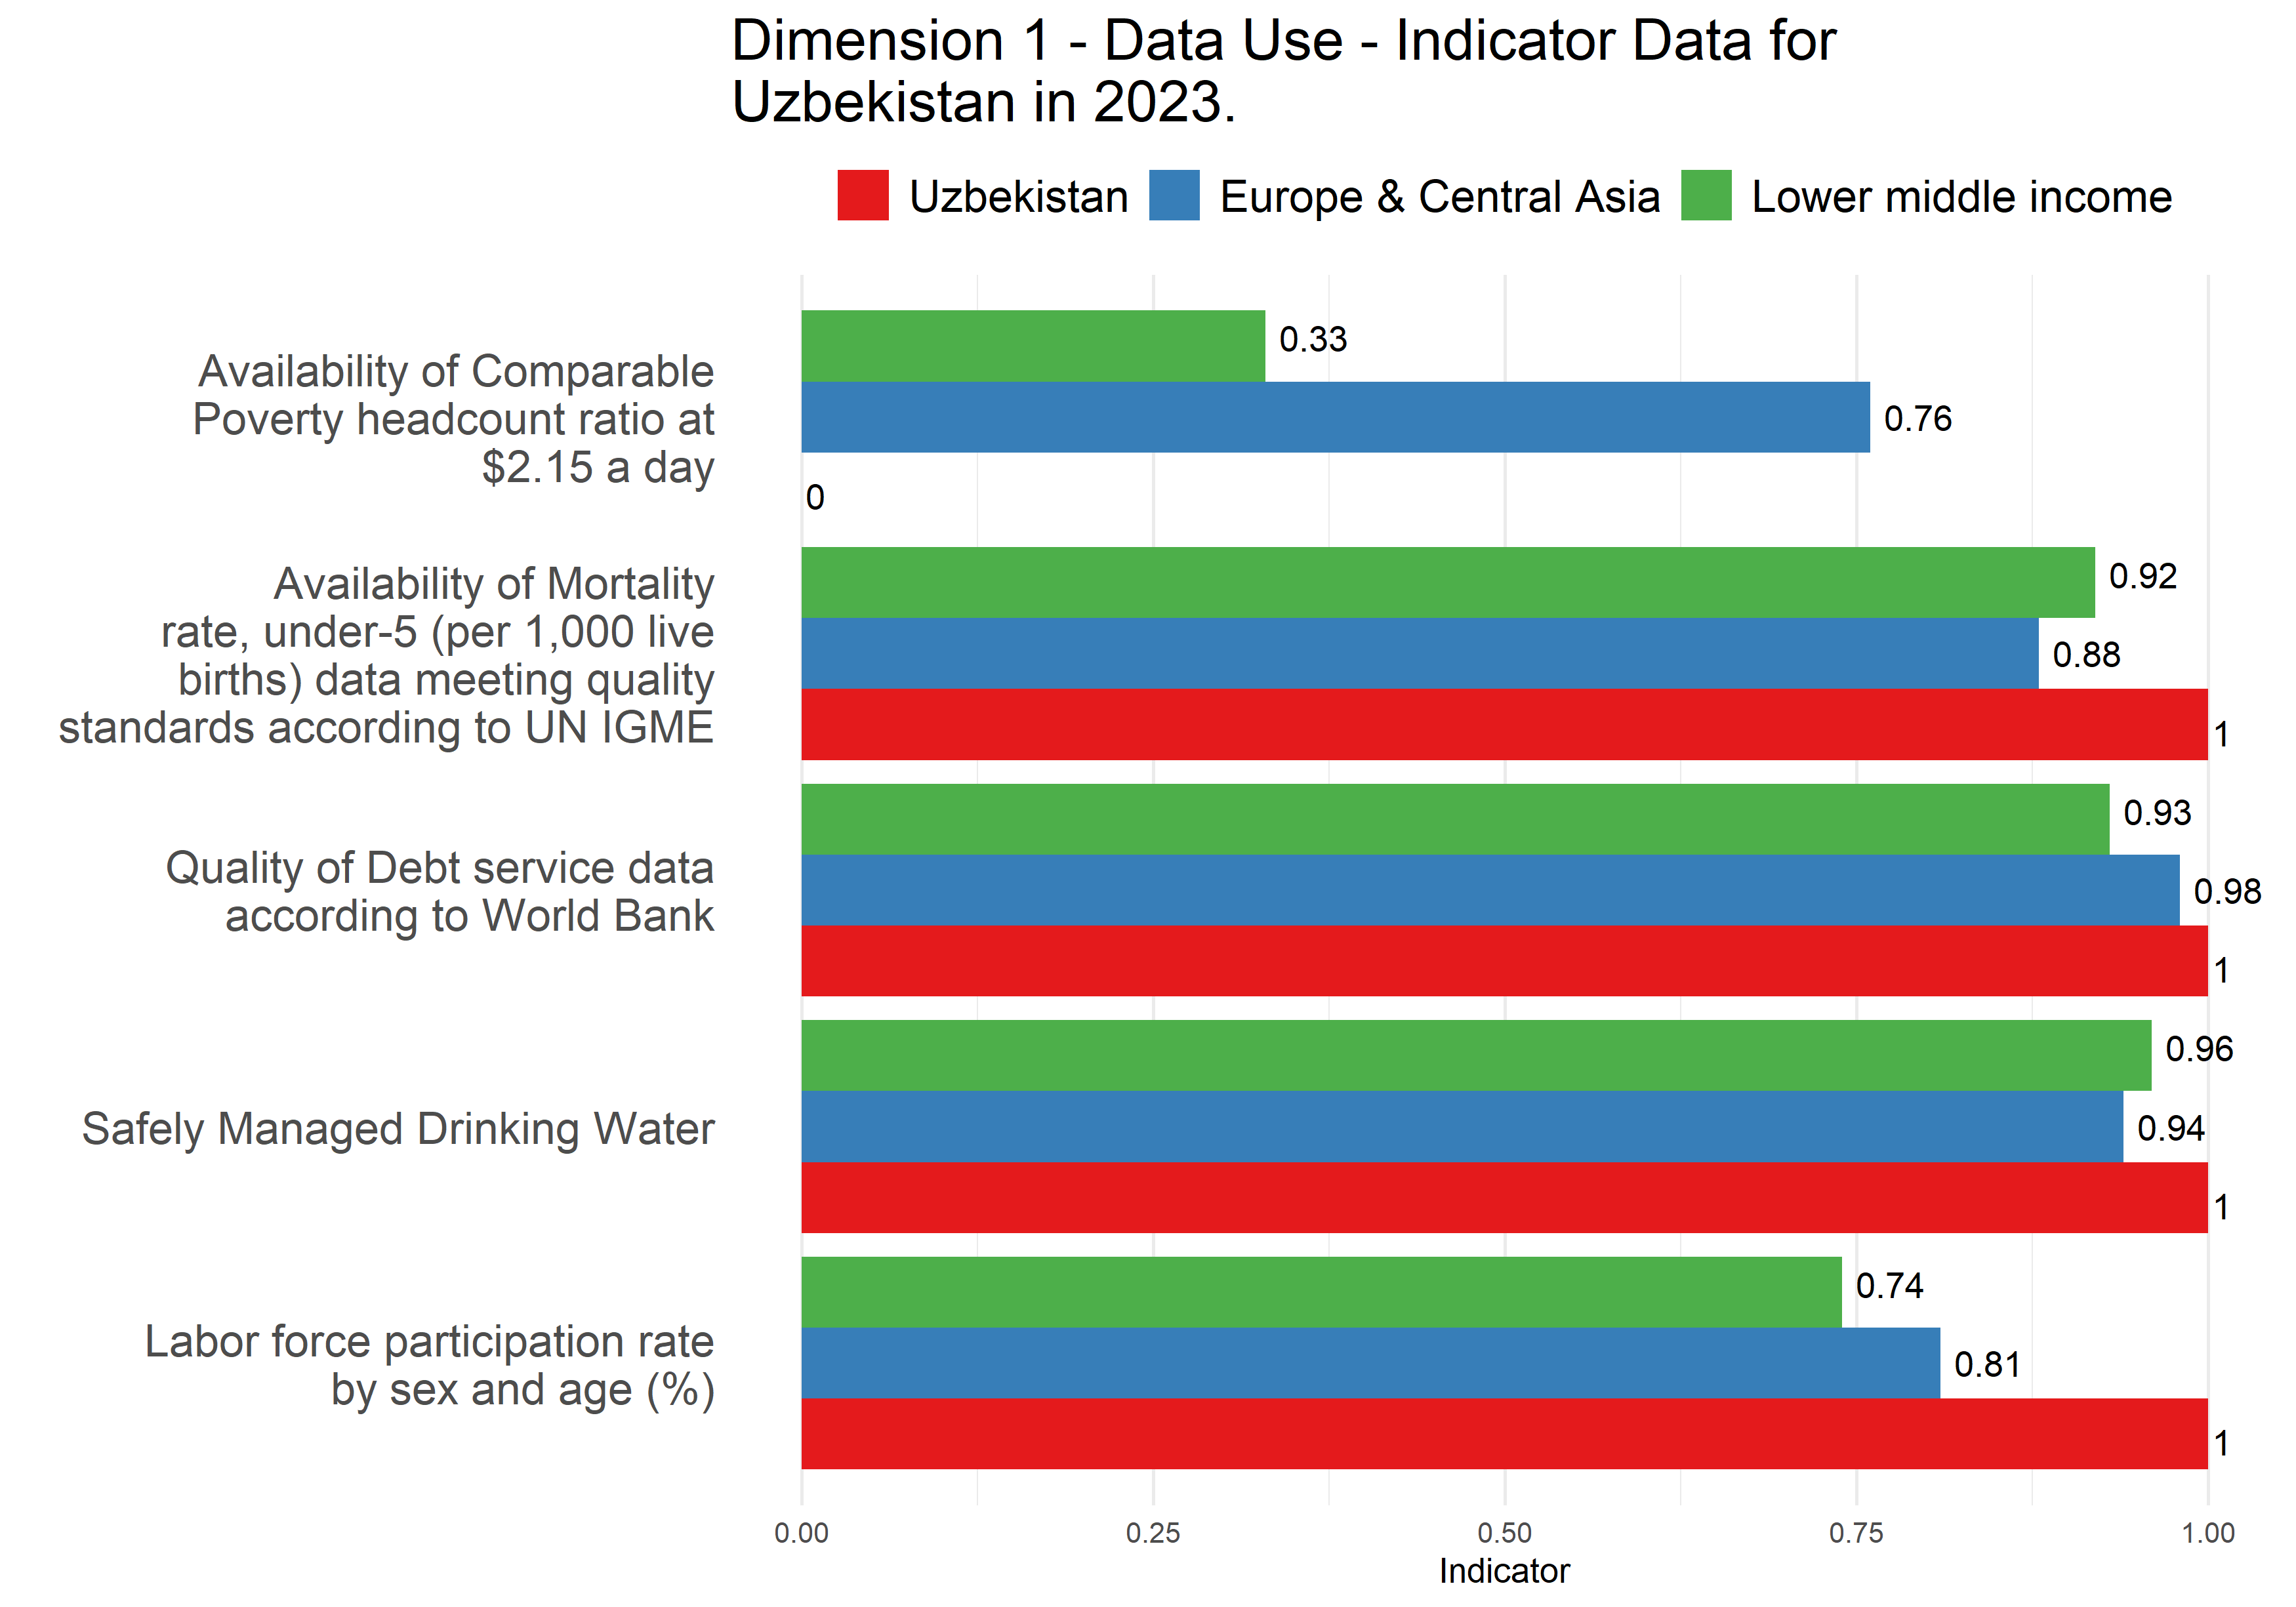 Dimension 1 - Data Use - Indicator Data for
Uzbekistan in 2023.
Uzbekistan
Europe & Central Asia
Lower middle income
Availability of Comparable
Poverty headcount ratio at
$2.15 a day
0.33
0.76
0
Availability of Mortality
rate, under-5 (per 1,000 live
births) data meeting quality
standards according to UN IGME
0.92
0.88
1
Quality of Debt service data
according to World Bank
0.93
0.98
1
Safely Managed Drinking Water
0.96
0.94
1
Labor force participation rate
by sex and age (%)
0.74
0.81
1
0.00
0.25
0.50
0.75
1.00
Indicator